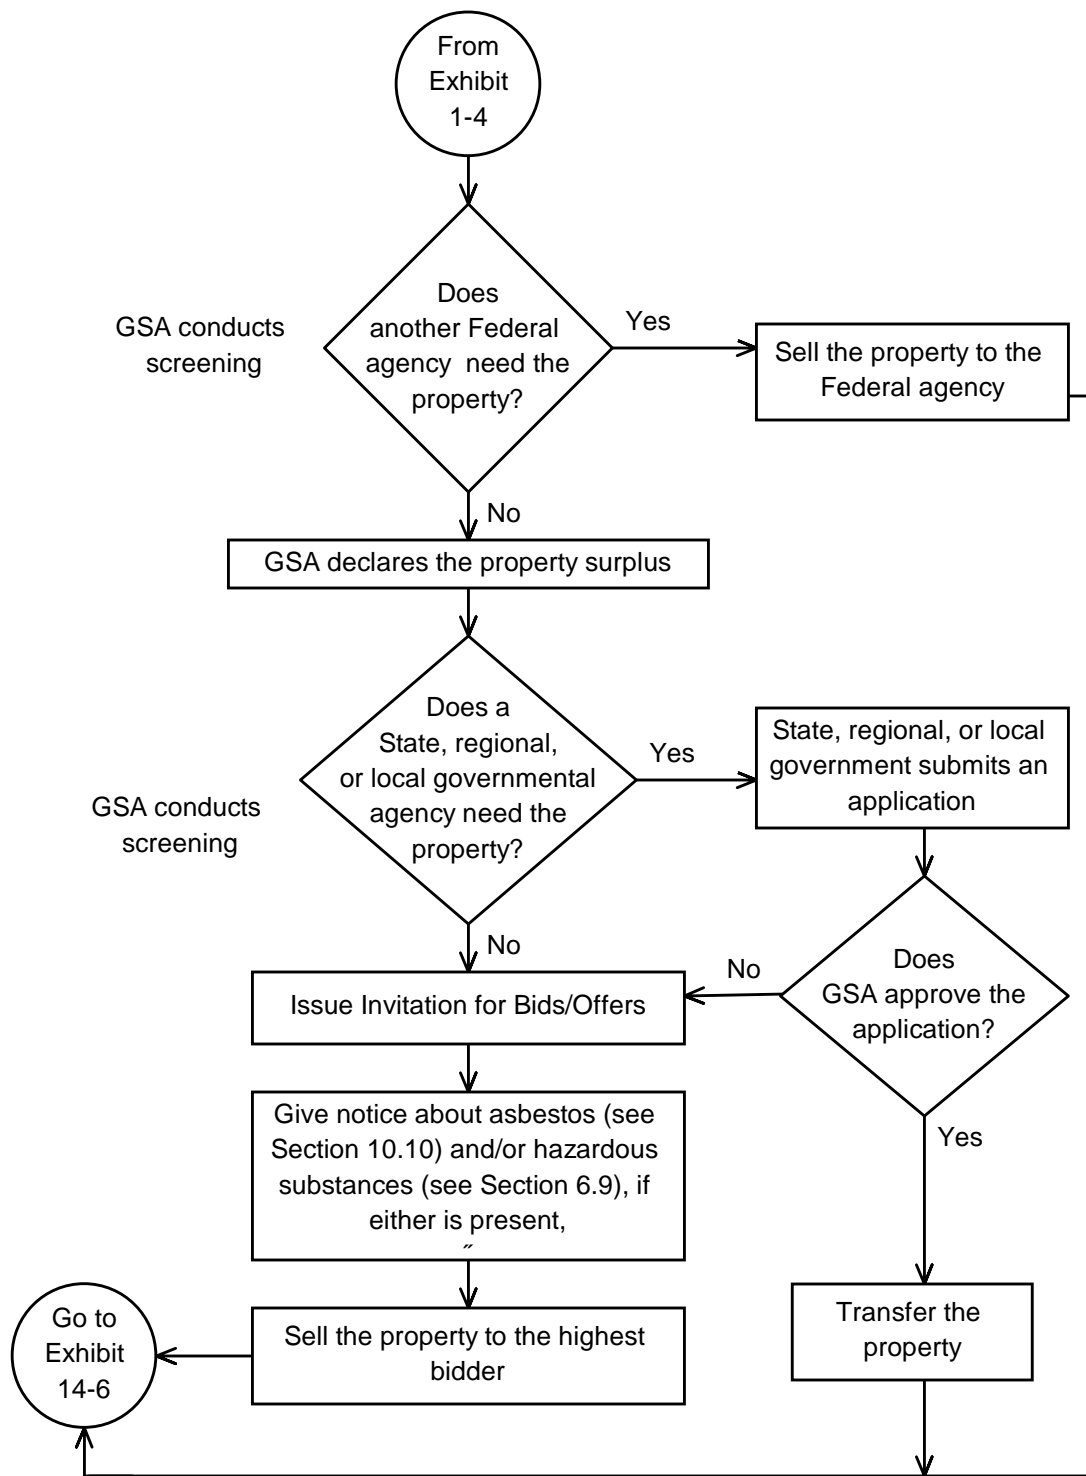 From
Exhibit
1-4
Does
another Federal
agency  need the
property?
GSA conducts
screening
Yes
Sell the property to the
Federal agency
No
GSA declares the property surplus
Does a
State, regional,
or local governmental
agency need the
property?
GSA conducts
screening
Yes
State, regional, or local
government submits an
application
No
Does
GSA approve the
application?
No
Issue Invitation for Bids/Offers
Yes
Give notice about asbestos (see
Section 10.10) and/or hazardous
substances (see Section 6.9), if
either is present,
″
Transfer the
property
Sell the property to the highest
bidder
Go to
Exhibit
14-6